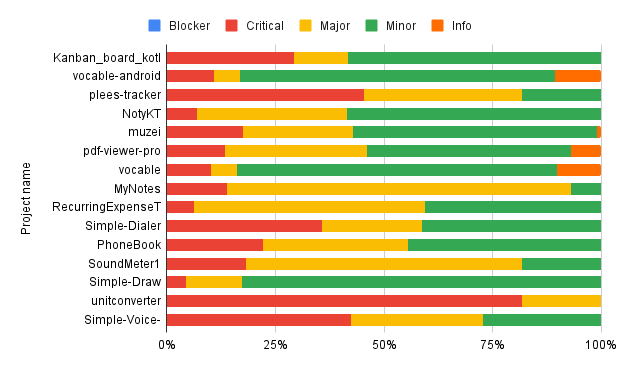 Blocker Critical Major Minor Info
Kanban_board_kotl
vocable-android
plees-tracker
NotyKT
muzei
pdf-viewer-pro
vocable
MyNotes
RecurringExpenseT
Simple-Dialer
PhoneBook
SoundMeter1
Simple-Draw
unitconverter
Simple-Voice-
Project name
0% 25% 50% 75% 100%